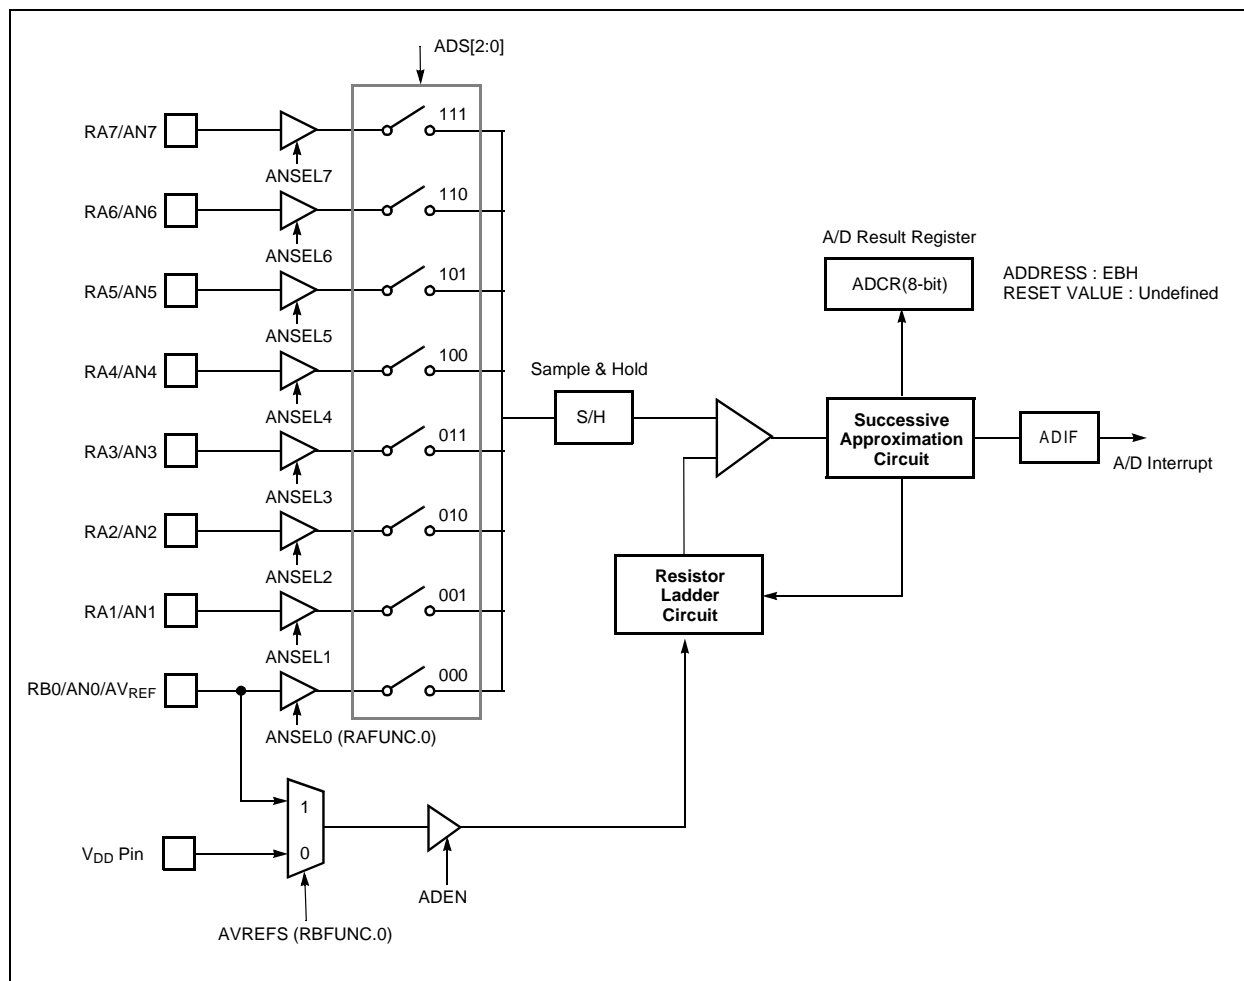 ADS[2:0]
RA7/AN7
111
ANSEL7
RA6/AN6
110
ANSEL6
A/D Result Register
RA5/AN5
101
ADCR(8-bit)
ADDRESS : EBH
RESET VALUE : Undefined
ANSEL5
RA4/AN4
100
Sample & Hold
ANSEL4
S/H
Successive
Approximation
Circuit
ADIF
A/D Interrupt
RA3/AN3
011
ANSEL3
RA2/AN2
010
ANSEL2
Resistor
Ladder
Circuit
RA1/AN1
001
ANSEL1
RB0/AN0/AVREF
000
ANSEL0 (RAFUNC.0)
1
VDD Pin
0
ADEN
AVREFS (RBFUNC.0)